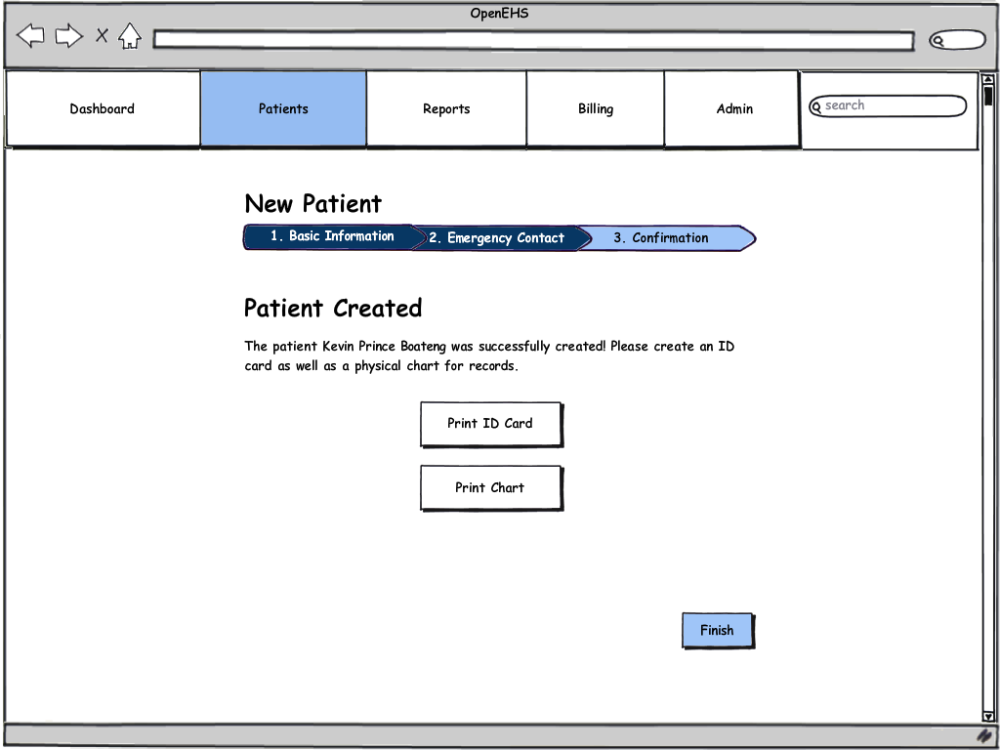 OpenEHS
Dashboard
Patients
Reports
Billing
Admin
search
New Patient
1. Basic Information
2. Emergency Contact
3. Confirmation
Patient Created
The patient Kevin Prince Boateng was successfully created! Please create an ID
card as well as a physical chart for records.
Print ID Card
Print Chart
Finish